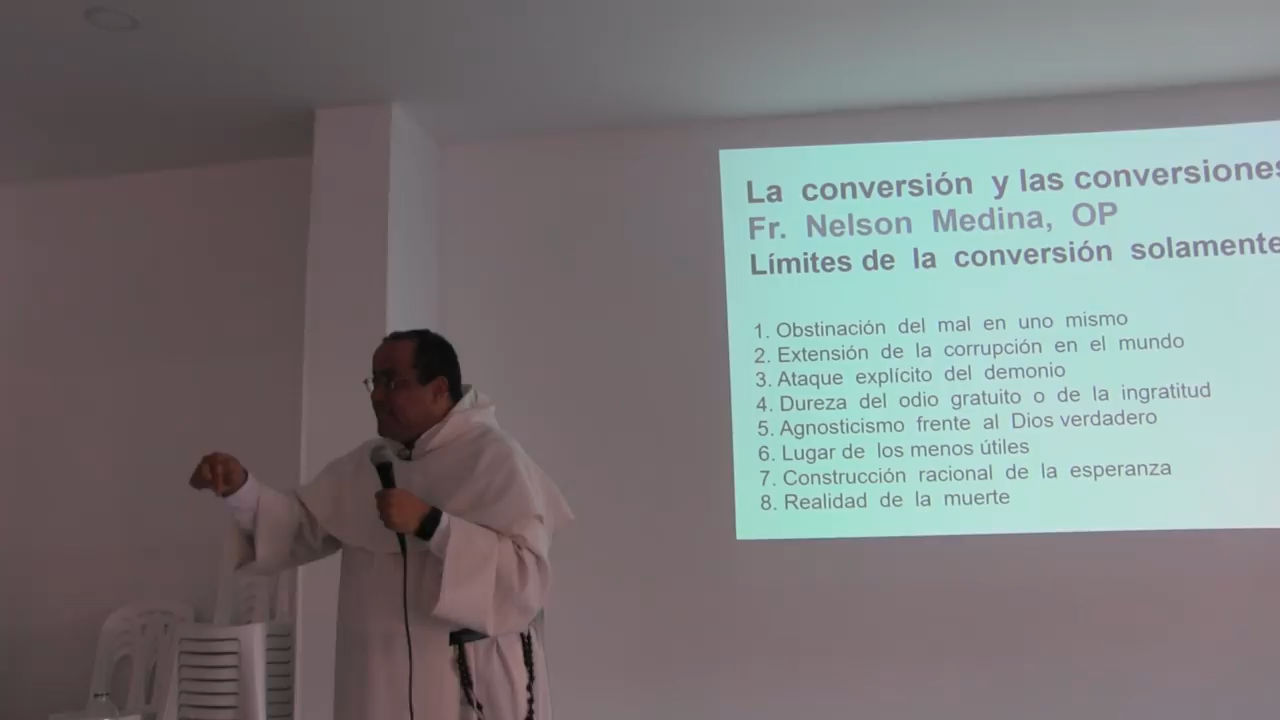 La conversión y las conversiones
Fr. Nelson Medina, OP
Límites de la conversión solamente
1. Obstinación del mal en uno mismo
2. Extensión de la corrupción en el mundo
3. Ataque explícito del demonio
4. Dureza del odio gratuito o de la ingratitud
5. Agnosticismo frente al Dios verdadero
6. Lugar de los menos útiles
7. Construcción racional de la esperanza
8. Realidad de la muerte